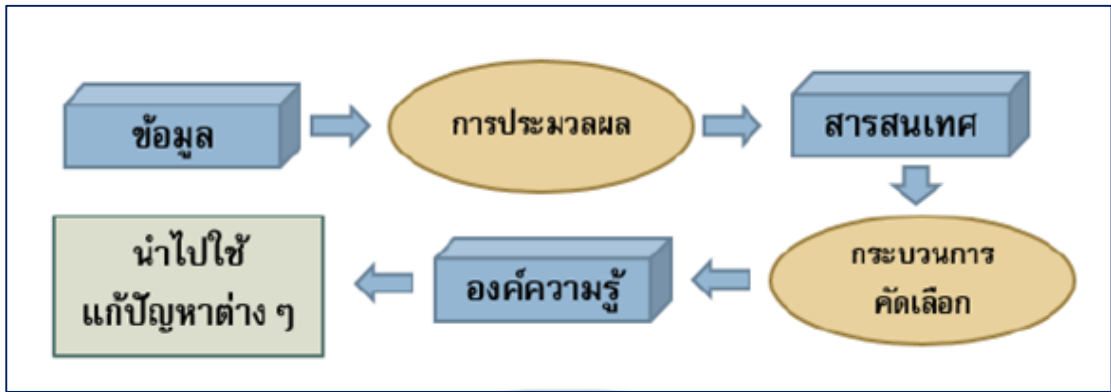 ข้อมูล
การประมวลผล
สารสนเทศ
กระบวนการ
คัดเลือก
องค์ความรู้
นำไปใช้
แก้ปัญหาต่าง ๆ